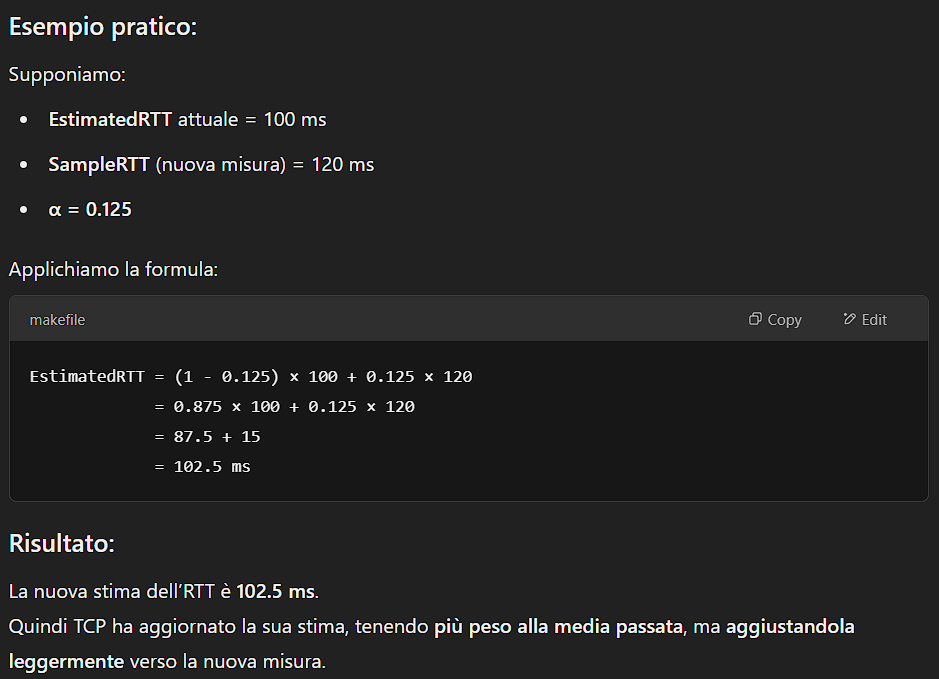 Esempio pratico:
Supponiamo:
• EstimatedRTT attuale = 100 ms
• SampleRTT (nuova misura) = 120 ms
• α = 0.125
Applichiamo la formula:
makefile Copy Edit
EstimatedRTT = (1 - 0.125) × 100 + 0.125 × 120
= 0.875 × 100 + 0.125 × 120
= 87.5 + 15
= 102.5 ms
Risultato:
La nuova stima dell’RTT è 102.5 ms.
Quindi TCP ha aggiornato la sua stima, tenendo più peso alla media passata, ma aggiustandola
leggermente verso la nuova misura.